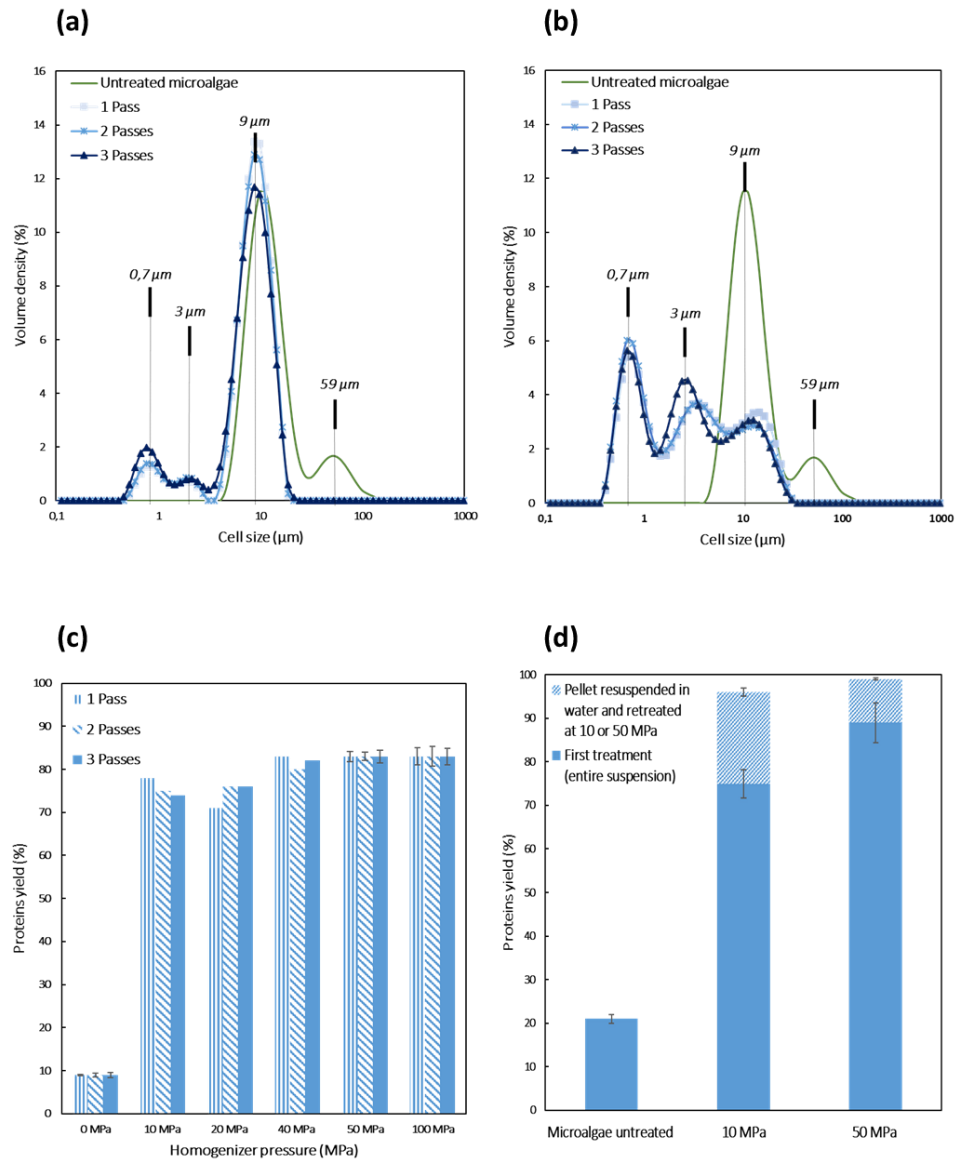 (a)
Untreated microalgae
1 Pass
2 Passes
3 Passes
9 µm
0,7 µm
3 µm
59 µm
16
14
12
10
8
6
4
2
0
Volume density (%)
0,1
1
10
100
1000
Cell size (µm)
(b)
Untreated microalgae
1 Pass
2 Passes
3 Passes
9 µm
0,7 µm
3 µm
59 µm
16
14
12
10
8
6
4
2
0
Volume density (%)
0,1
1
10
100
1000
Cell size (µm)
(c)
1 Pass
2 Passes
3 Passes
100
90
80
70
60
50
40
30
20
10
0
Proteins yield (%)
0 MPa
10 MPa
20 MPa
40 MPa
50 MPa
100 MPa
Homogenizer pressure (MPa)
(d)
Pellet resuspended in
water and retreated
at 10 or 50 MPa
First treatment
(entire suspension)
100
90
80
70
60
50
40
30
20
10
0
Proteins yield (%)
Microalgae untreated
10 MPa
50 MPa